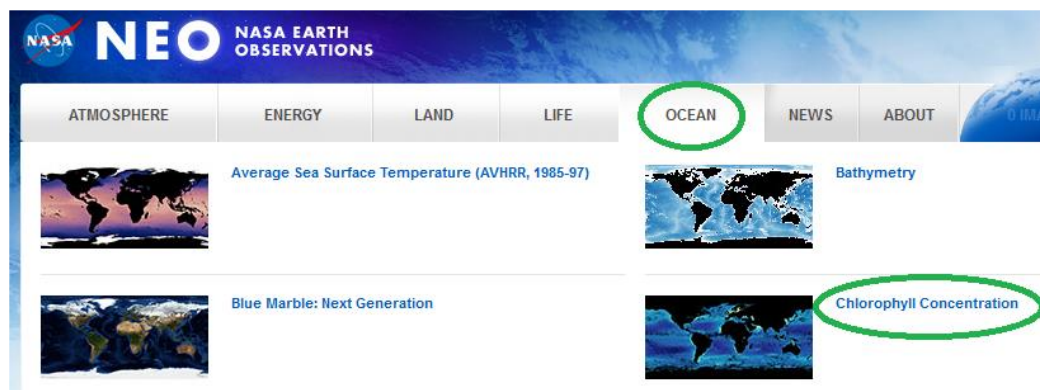 NASA
NEO
NASA EARTH
OBSERVATIONS
ATMOSPHERE ENERGY LAND LIFE OCEAN NEWS ABOUT 0
Average Sea Surface Temperature (AVHRR, 1985-97) Bathymetry
Blue Marble: Next Generation Chlorophyll Concentration